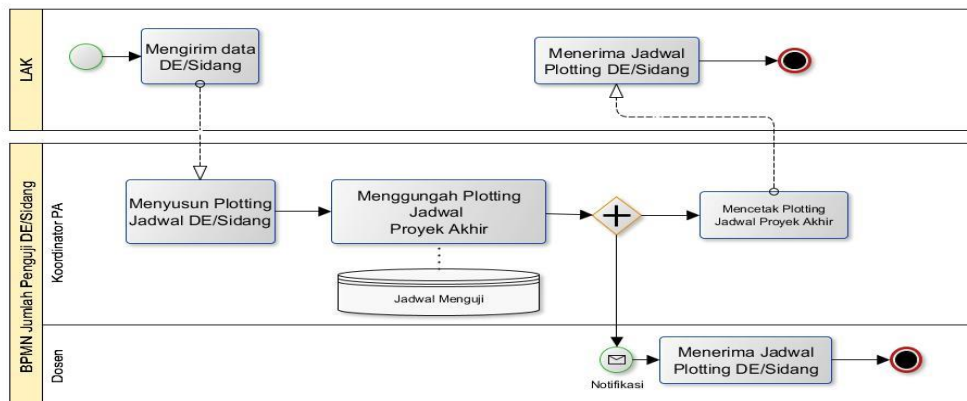 LAK
Mengirim data
DE/Sidang
Menerima Jadwal
Plotting DE/Sidang
BPMN Jumlah Penguji DE/Sidang
Koordinator PA
Menyusun Plotting
Jadwal DE/Sidang
Menggungah Plotting
Jadwal
Proyek Akhir
Mencetak Plotting
Jadwal Proyek Akhir
Jadwal Menguji
Dosen
Notifikasi
Menerima Jadwal
Plotting DE/Sidang